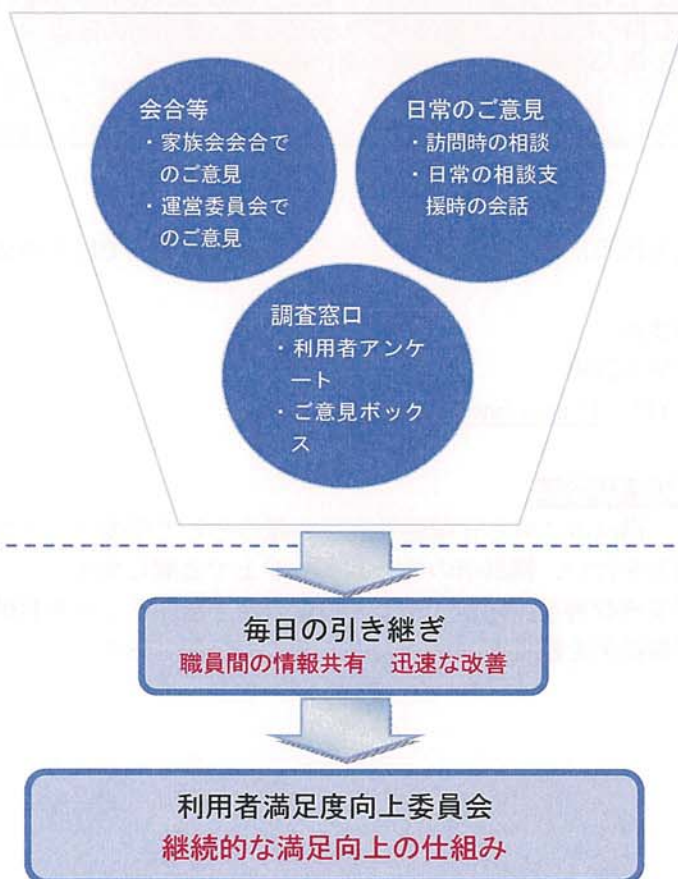 会合等
・家族会会合で
のご意見
・運営委員会で
のご意見
日常のご意見
・訪問時の相談
・日常の相談支
援時の会話
調査窓口
・利用者アンケ
ート
・ご意見ボック
ス
毎日の引き継ぎ
職員間の情報共有　迅速な改善
利用者満足度向上委員会
継続的な満足向上の仕組み